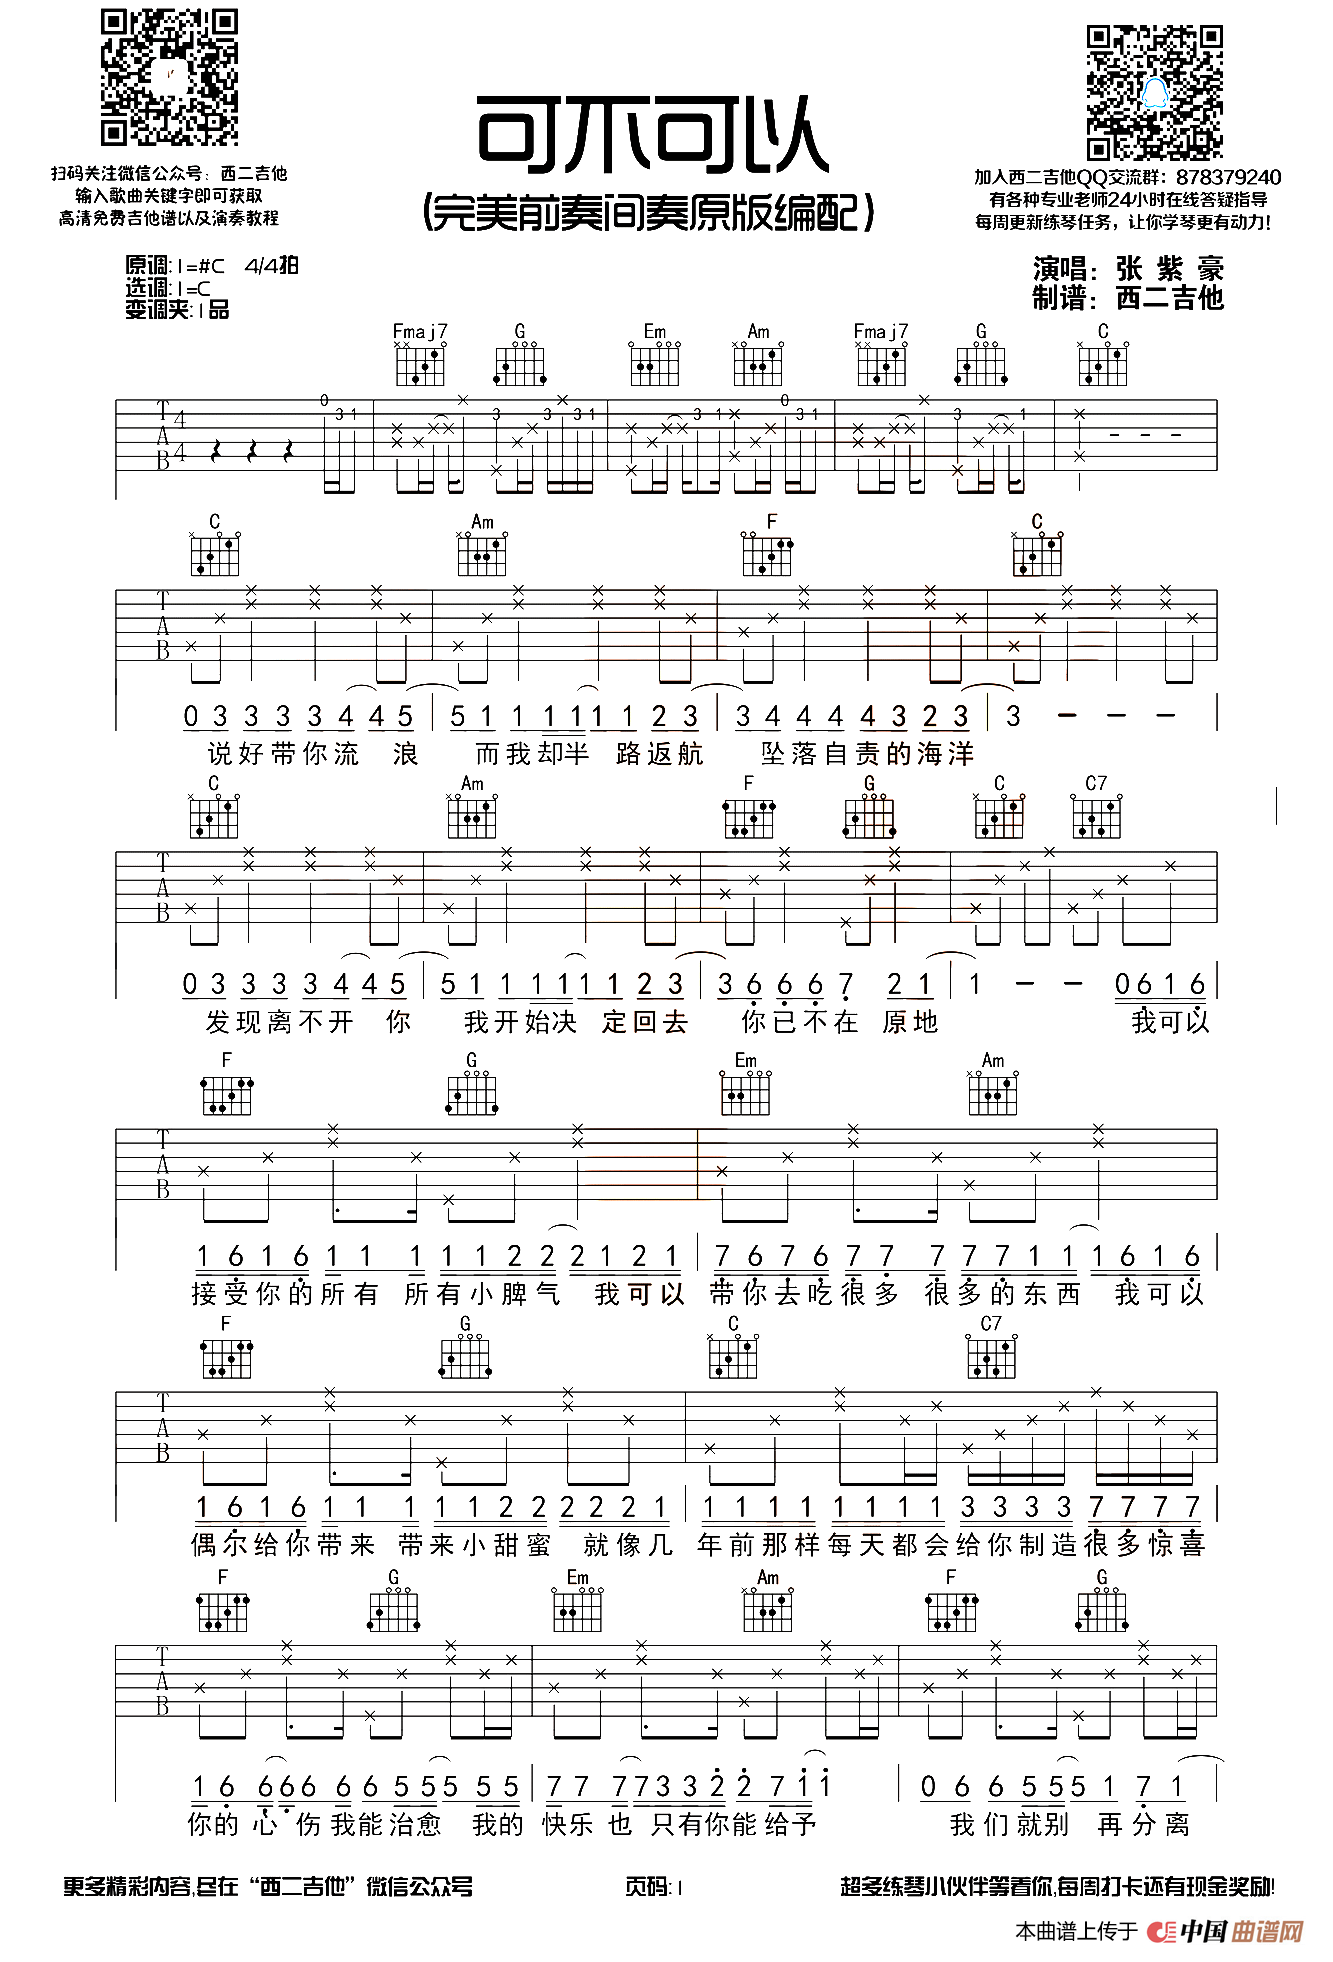 可不可以
(完美前奏间奏原版编配)
扫码关注微信公众号：西二吉他
输入歌曲关键字即可获取
高清免费吉他谱以及演奏教程
加入西二吉他QQ交流群：878379240
有各种专业老师24小时在线答疑指导
每周更新练琴任务，让你学琴更有动力！
原调:1=#C 4/4拍
选调:1=C
变调夹:1品
演唱：张 紫 豪
制谱：西二吉他
Fmaj7 G Em Am Fmaj7 G C
T 4 0 3 1 3 3 3 1 3 1 0 3 1 3 1
A 4 - - -
B
C Am F C
T
A
B
0 3 3 3 3 4 4 5 5 1 1 1 1 1 1 2 3 3 4 4 4 4 3 2 3 3 - - -
说好带你流 浪 而我却半 路返航 坠落自责的海洋
C Am F G C C7
T
A
B
0 3 3 3 3 4 4 5 5 1 1 1 1 1 1 2 3 3 6 6 6 7 2 1 1 - - 0 6 1 6
发现离不开 你 我开始决 定回去 你已不在 原地 我可以
F G Em Am
T
A
B
1 6 1 6 1 1 1 1 1 2 2 2 1 2 1 7 6 7 6 7 7 7 7 7 1 1 1 6 1 6
接受你的所有 所有小脾气 我可以 带你去吃很多 很多的东西 我可以
F G C C7
T
A
B
1 6 1 6 1 1 1 1 1 2 2 2 2 2 1 1 1 1 1 1 1 1 1 3 3 3 3 7 7 7 7
偶尔给你带来 带来小甜蜜 就像几 年前那样每天都会给你制造很多惊喜
F G Em Am F G
T
A
B
1 6 6 6 6 6 6 5 5 5 5 5 7 7 7 7 3 3 2 2 7 1 1 0 6 6 5 5 5 1 7 1
你的 心 伤我能治愈 我的 快乐也 只有你能给予 我们就别 再分离
更多精彩内容,尽在“西二吉他”微信公众号
页码:1
超多练琴小伙伴等着你,每周打卡还有现金奖励!
本曲谱上传于 中国曲谱网